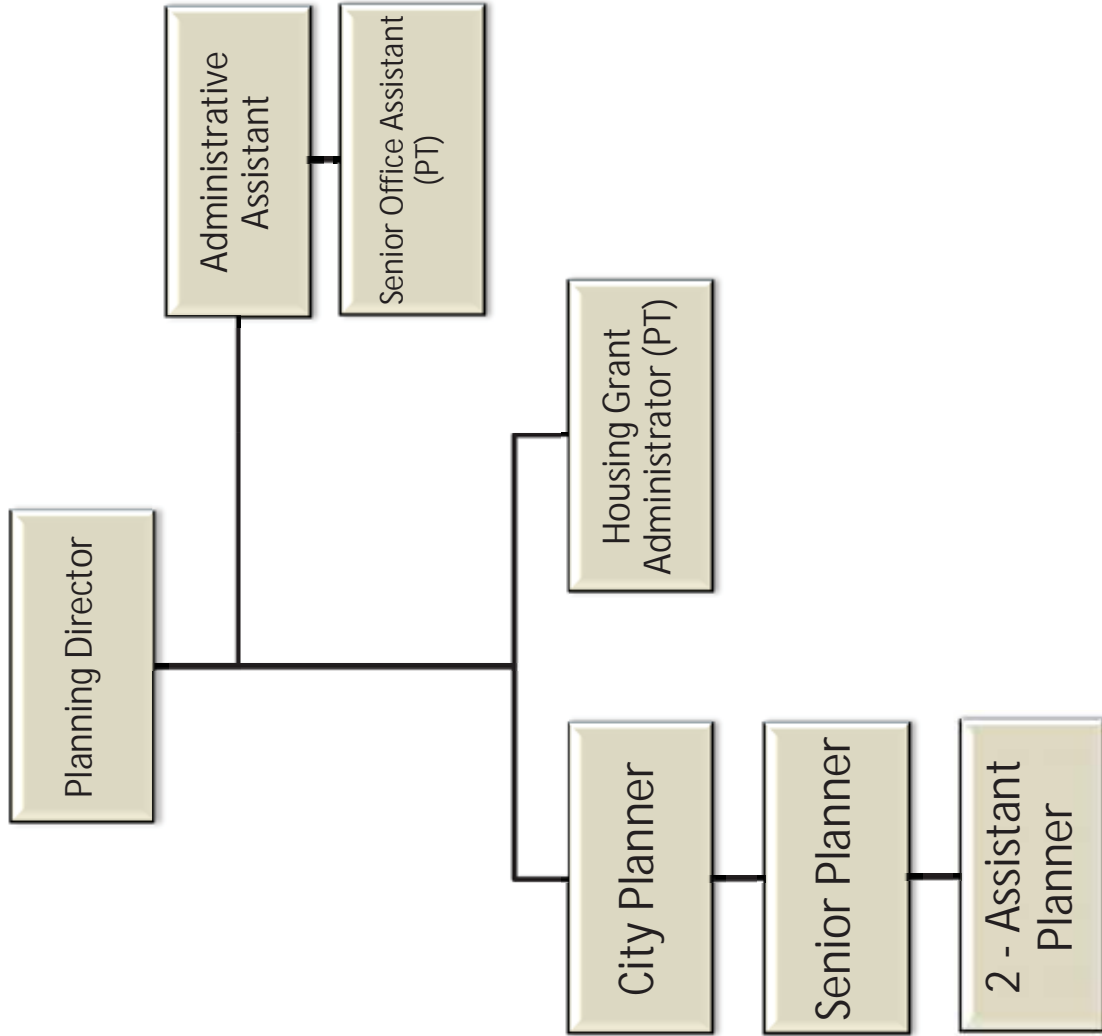 Planning Director
Administrative
Assistant
Senior Office Assistant
(PT)
Housing Grant
Administrator (PT)
City Planner
Senior Planner
2 - Assistant
Planner